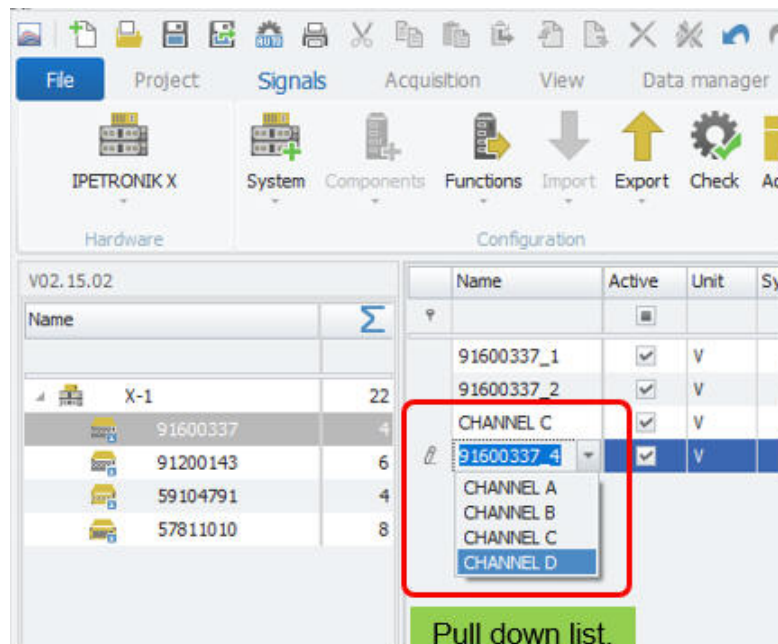 AUTO
File Project Signals Acquisition View Data manager
IPETRONIK X System Components Functions Import Export Check
Hardware Configuration
V02.15.02
Name Σ Name Active Unit Sy
X-1 22
91600337 4
91200143 6
59104791 4
57811010 8
91600337_1 V
91600337_2 V
CHANNEL C V
91600337_4 V
CHANNEL A
CHANNEL B
CHANNEL C
CHANNEL D
Pull down list.